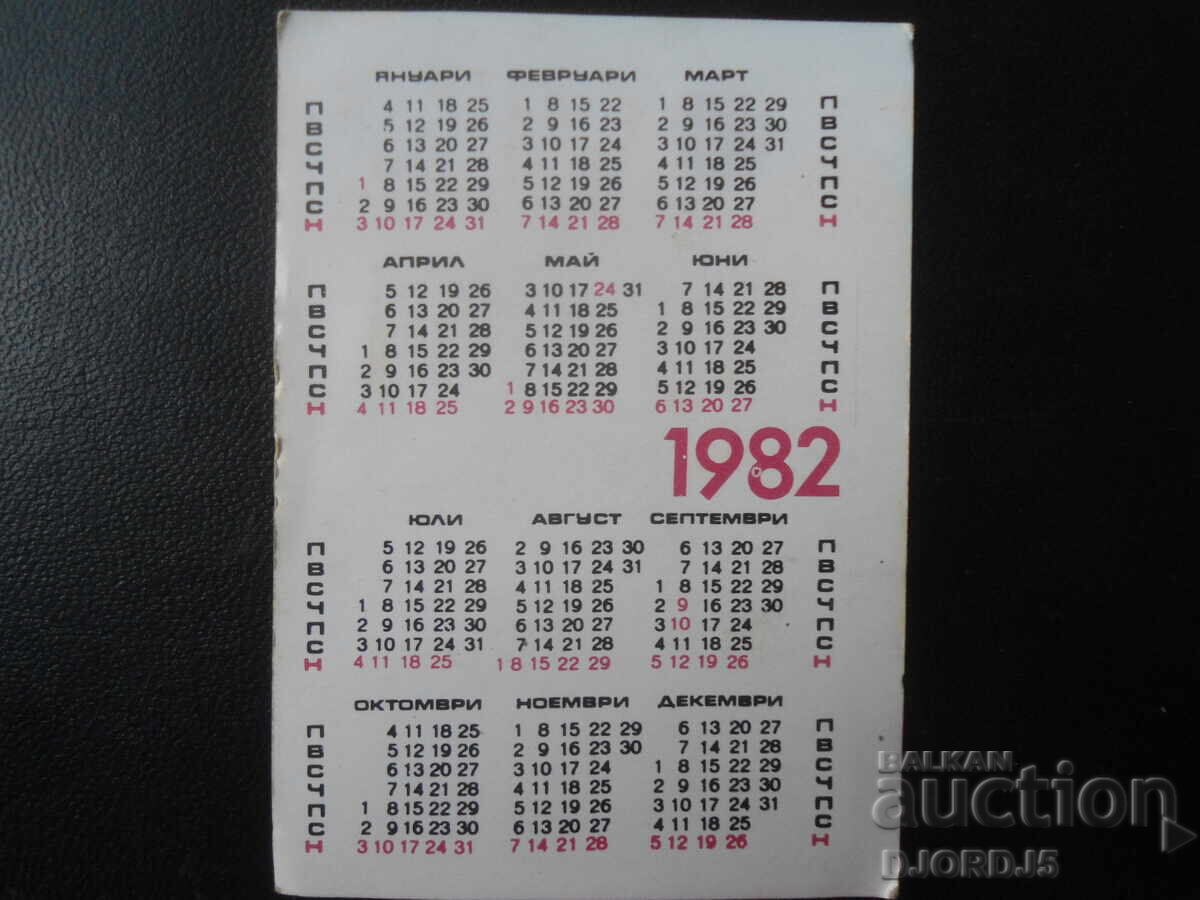 ЯНУАРИ ФЕВРУАРИ МАРТ
П 4 11 18 25 1 8 15 22 1 8 15 22 29 П
В 5 12 19 26 2 9 16 23 2 9 16 23 30 В
С 6 13 20 27 3 10 17 24 3 10 17 24 31 С
Ч 7 14 21 28 4 11 18 25 4 11 18 25 Ч
П 1 8 15 22 29 5 12 19 26 5 12 19 26 П
С 2 9 16 23 30 6 13 20 27 6 13 20 27 С
Н 3 10 17 24 31 7 14 21 28 7 14 21 28 Н
АПРИЛ МАЙ ЮНИ
П 5 12 19 26 3 10 17 24 31 7 14 21 28 П
В 6 13 20 27 4 11 18 25 1 8 15 22 29 В
С 7 14 21 28 5 12 19 26 2 9 16 23 30 С
Ч 1 8 15 22 29 6 13 20 27 3 10 17 24 Ч
П 2 9 16 23 30 7 14 21 28 4 11 18 25 П
С 3 10 17 24 1 8 15 22 29 5 12 19 26 С
Н 4 11 18 25 2 9 16 23 30 6 13 20 27 Н
1982
ЮЛИ АВГУСТ СЕПТЕМВРИ
П 5 12 19 26 2 9 16 23 30 6 13 20 27 П
В 6 13 20 27 3 10 17 24 31 7 14 21 28 В
С 7 14 21 28 4 11 18 25 1 8 15 22 29 С
Ч 1 8 15 22 29 5 12 19 26 2 9 16 23 30 Ч
П 2 9 16 23 30 6 13 20 27 3 10 17 24 П
С 3 10 17 24 31 7 14 21 28 4 11 18 25 С
Н 4 11 18 25 1 8 15 22 29 5 12 19 26 Н
ОКТОМВРИ НОЕМВРИ ДЕКЕМВРИ
П 4 11 18 25 1 8 15 22 29 6 13 20 27 П
В 5 12 19 26 2 9 16 23 30 7 14 21 28 В
С 6 13 20 27 3 10 17 24 1 8 15 22 29 С
Ч 7 14 21 28 4 11 18 25 2 9 16 23 30 Ч
П 1 8 15 22 29 5 12 19 26 3 10 17 24 31 П
С 2 9 16 23 30 6 13 20 27 4 11 18 25 С
Н 3 10 17 24 31 7 14 21 28 5 12 19 26 Н
BALKAN
auction
DJORDJ5